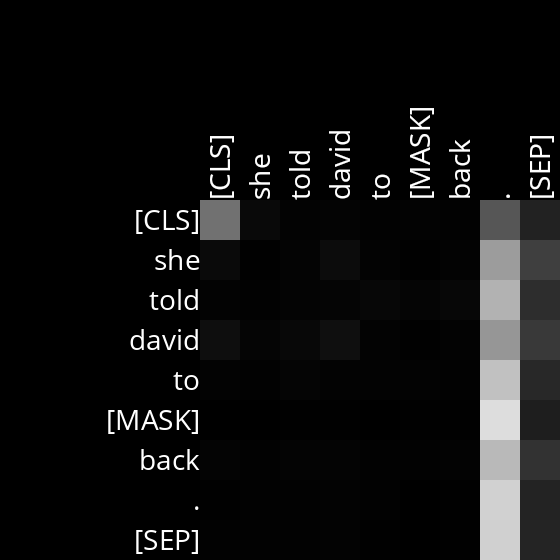 [CLS] she told david to [MASK] back . [SEP]
[CLS]
she
told
david
to
[MASK]
back
.
[SEP]